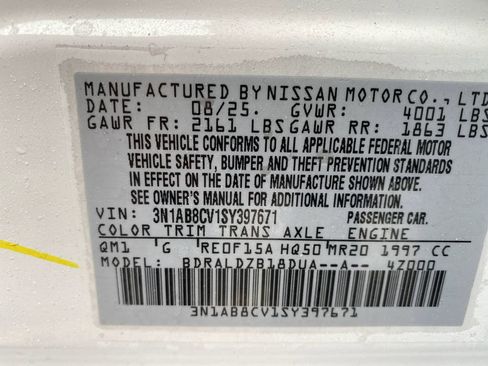 MANUFACTURED BY NISSAN MOTOR CO., LTD
DATE: 08/25. GVWR: 4001 LBS
GAWR FR: 2161 LBS GAWR RR: 1863 LBS
THIS VEHICLE CONFORMS TO ALL APPLICABLE FEDERAL MOTOR
VEHICLE SAFETY, BUMPER AND THEFT PREVENTION STANDARDS
IN EFFECT ON THE DATE OF MANUFACTURE SHOWN ABOVE.
SEE OWNER'S MANUAL FOR ADDITIONAL INFORMATION.
VIN: 3N1AB8CV1SY397671 PASSENGER CAR.
COLOR TRIM TRANS AXLE ENGINE
QM1 'G 'RE0F15A HQ50 MR20 1997 CC
MODEL: BDRALDZB18DUA--A-- 4Z000
3N1AB8CV1SY397671